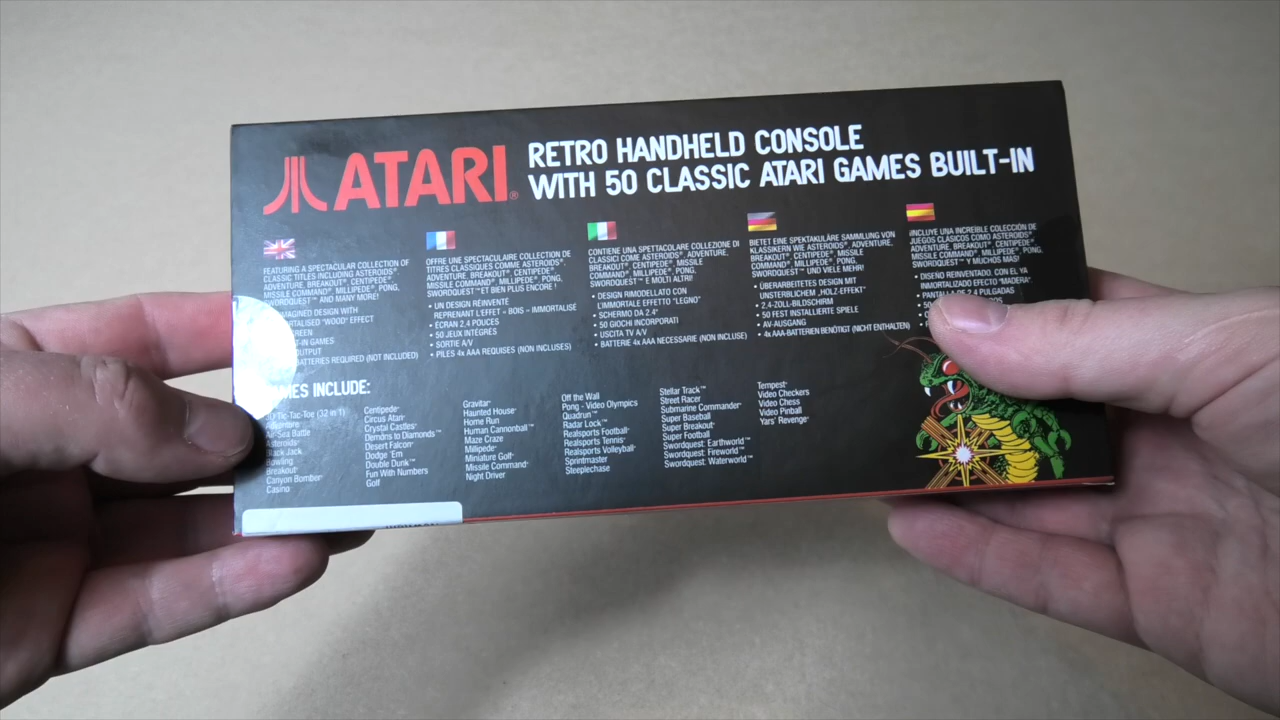 ATARI®
RETRO HANDHELD CONSOLE
WITH 50 CLASSIC ATARI GAMES BUILT-IN
FEATURING A SPECTACULAR COLLECTION OF
CLASSIC TITLES INCLUDING ASTEROIDS®,
ADVENTURE, BREAKOUT®, CENTIPEDE®,
MISSILE COMMAND®, MILLIPEDE®, PONG,
SWORDQUEST™ AND MANY MORE!
DESIGN WITH
"WOOD" EFFECT
GAMES
REQUIRED (NOT INCLUDED)
OFFRE UNE SPECTACULAIRE COLLECTION DE
TITRES CLASSIQUES COMME ASTEROIDS®,
ADVENTURE, BREAKOUT®, CENTIPEDE®,
MISSILE COMMAND®, MILLIPEDE®, PONG,
SWORDQUEST™ ET BIEN PLUS ENCORE !
• UN DESIGN RÉINVENTÉ
REPRENANT L'EFFET « BOIS » IMMORTALISÉ
• ÉCRAN 2,4 POUCES
• 50 JEUX INTÉGRÉS
• SORTIE A/V
• PILES 4x AAA REQUISES (NON INCLUSES)
CONTIENE UNA SPETTACOLARE COLLEZIONE DI
CLASSICI COME ASTEROIDS®, ADVENTURE,
BREAKOUT®, CENTIPEDE®, MISSILE
COMMAND®, MILLIPEDE®, PONG,
SWORDQUEST™ E MOLTI ALTRI!
• DESIGN RIMODELLATO CON
L'IMMORTALE EFFETTO "LEGNO"
• SCHERMO DA 2.4"
• 50 GIOCHI INCORPORATI
• USCITA TV A/V
• BATTERIE 4x AAA NECESSARIE (NON INCLUSE)
BIETET EINE SPEKTAKULÄRE SAMMLUNG VON
KLASSIKERN WIE ASTEROIDS®, ADVENTURE,
BREAKOUT®, CENTIPEDE®, MISSILE
COMMAND®, MILLIPEDE®, PONG,
SWORDQUEST™ UND VIELE MEHR!
• ÜBERARBEITETES DESIGN MIT
UNSTERBLICHEM „HOLZ-EFFEKT"
• 2,4-ZOLL-BILDSCHIRM
• 50 FEST INSTALLIERTE SPIELE
• AV-AUSGANG
• 4x AAA-BATTERIEN BENÖTIGT (NICHT ENTHALTEN)
¡INCLUYE UNA INCREÍBLE COLECCIÓN DE
JUEGOS CLÁSICOS COMO ASTEROIDS®,
ADVENTURE, BREAKOUT®, CENTIPEDE®,
MISSILE COMMAND®, MILLIPEDE®, PONG,
SWORDQUEST™ Y MUCHOS MAS!
• DISEÑO REINVENTADO, CON EL YA
INMORTALIZADO EFECTO "MADERA"
• PANTALLA DE 2.4 PULGADAS
INCLUDE:
Tic-Tac-Toe (32 in 1)
Adventure
Air-Sea Battle
Asteroids®
Black Jack
Bowling
Breakout®
Canyon Bomber®
Casino
Centipede®
Circus Atari®
Crystal Castles®
Demons to Diamonds™
Desert Falcon®
Dodge 'Em
Double Dunk™
Fun With Numbers
Golf
Gravitar®
Haunted House®
Home Run
Human Cannonball™
Maze Craze
Millipede®
Miniature Golf®
Missile Command®
Night Driver
Off the Wall
Pong - Video Olympics
Quadrun™
Radar Lock™
Realsports Football®
Realsports Tennis®
Realsports Volleyball®
Sprintmaster
Steeplechase
Stellar Track™
Street Racer
Submarine Commander®
Super Baseball
Super Breakout®
Super Football
Swordquest: Earthworld™
Swordquest: Fireworld™
Swordquest: Waterworld™
Tempest®
Video Checkers
Video Chess
Video Pinball
Yars' Revenge®